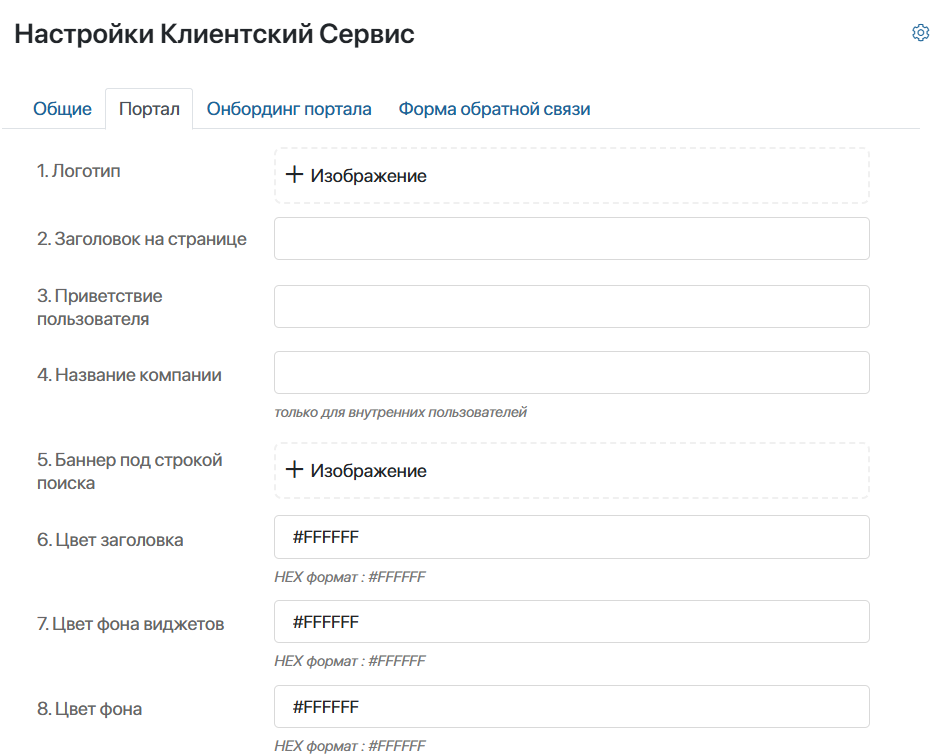 Настройки Клиентский Сервис
Общие Портал Онбординг портала Форма обратной связи
1. Логотип
Изображение
2. Заголовок на странице
3. Приветствие
пользователя
4. Название компании
только для внутренних пользователей
5. Баннер под строкой
поиска
Изображение
6. Цвет заголовка
#FFFFFF
HEX формат : #FFFFFF
7. Цвет фона виджетов
#FFFFFF
HEX формат : #FFFFFF
8. Цвет фона
#FFFFFF
HEX формат : #FFFFFF